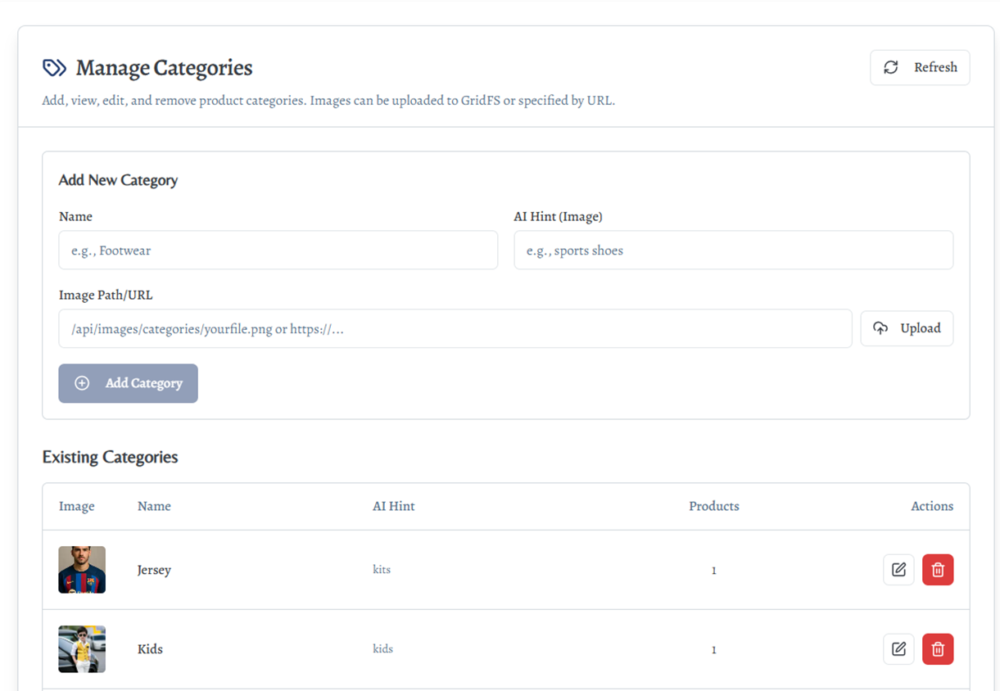 Manage Categories
Refresh
Add, view, edit, and remove product categories. Images can be uploaded to GridFS or specified by URL.
Add New Category
Name
AI Hint (Image)
e.g., Footwear
e.g., sports shoes
Image Path/URL
/api/images/categories/yourfile.png or https://...
Upload
Add Category
Existing Categories
Image Name AI Hint Products Actions
Jersey kits 1
Kids kids 1